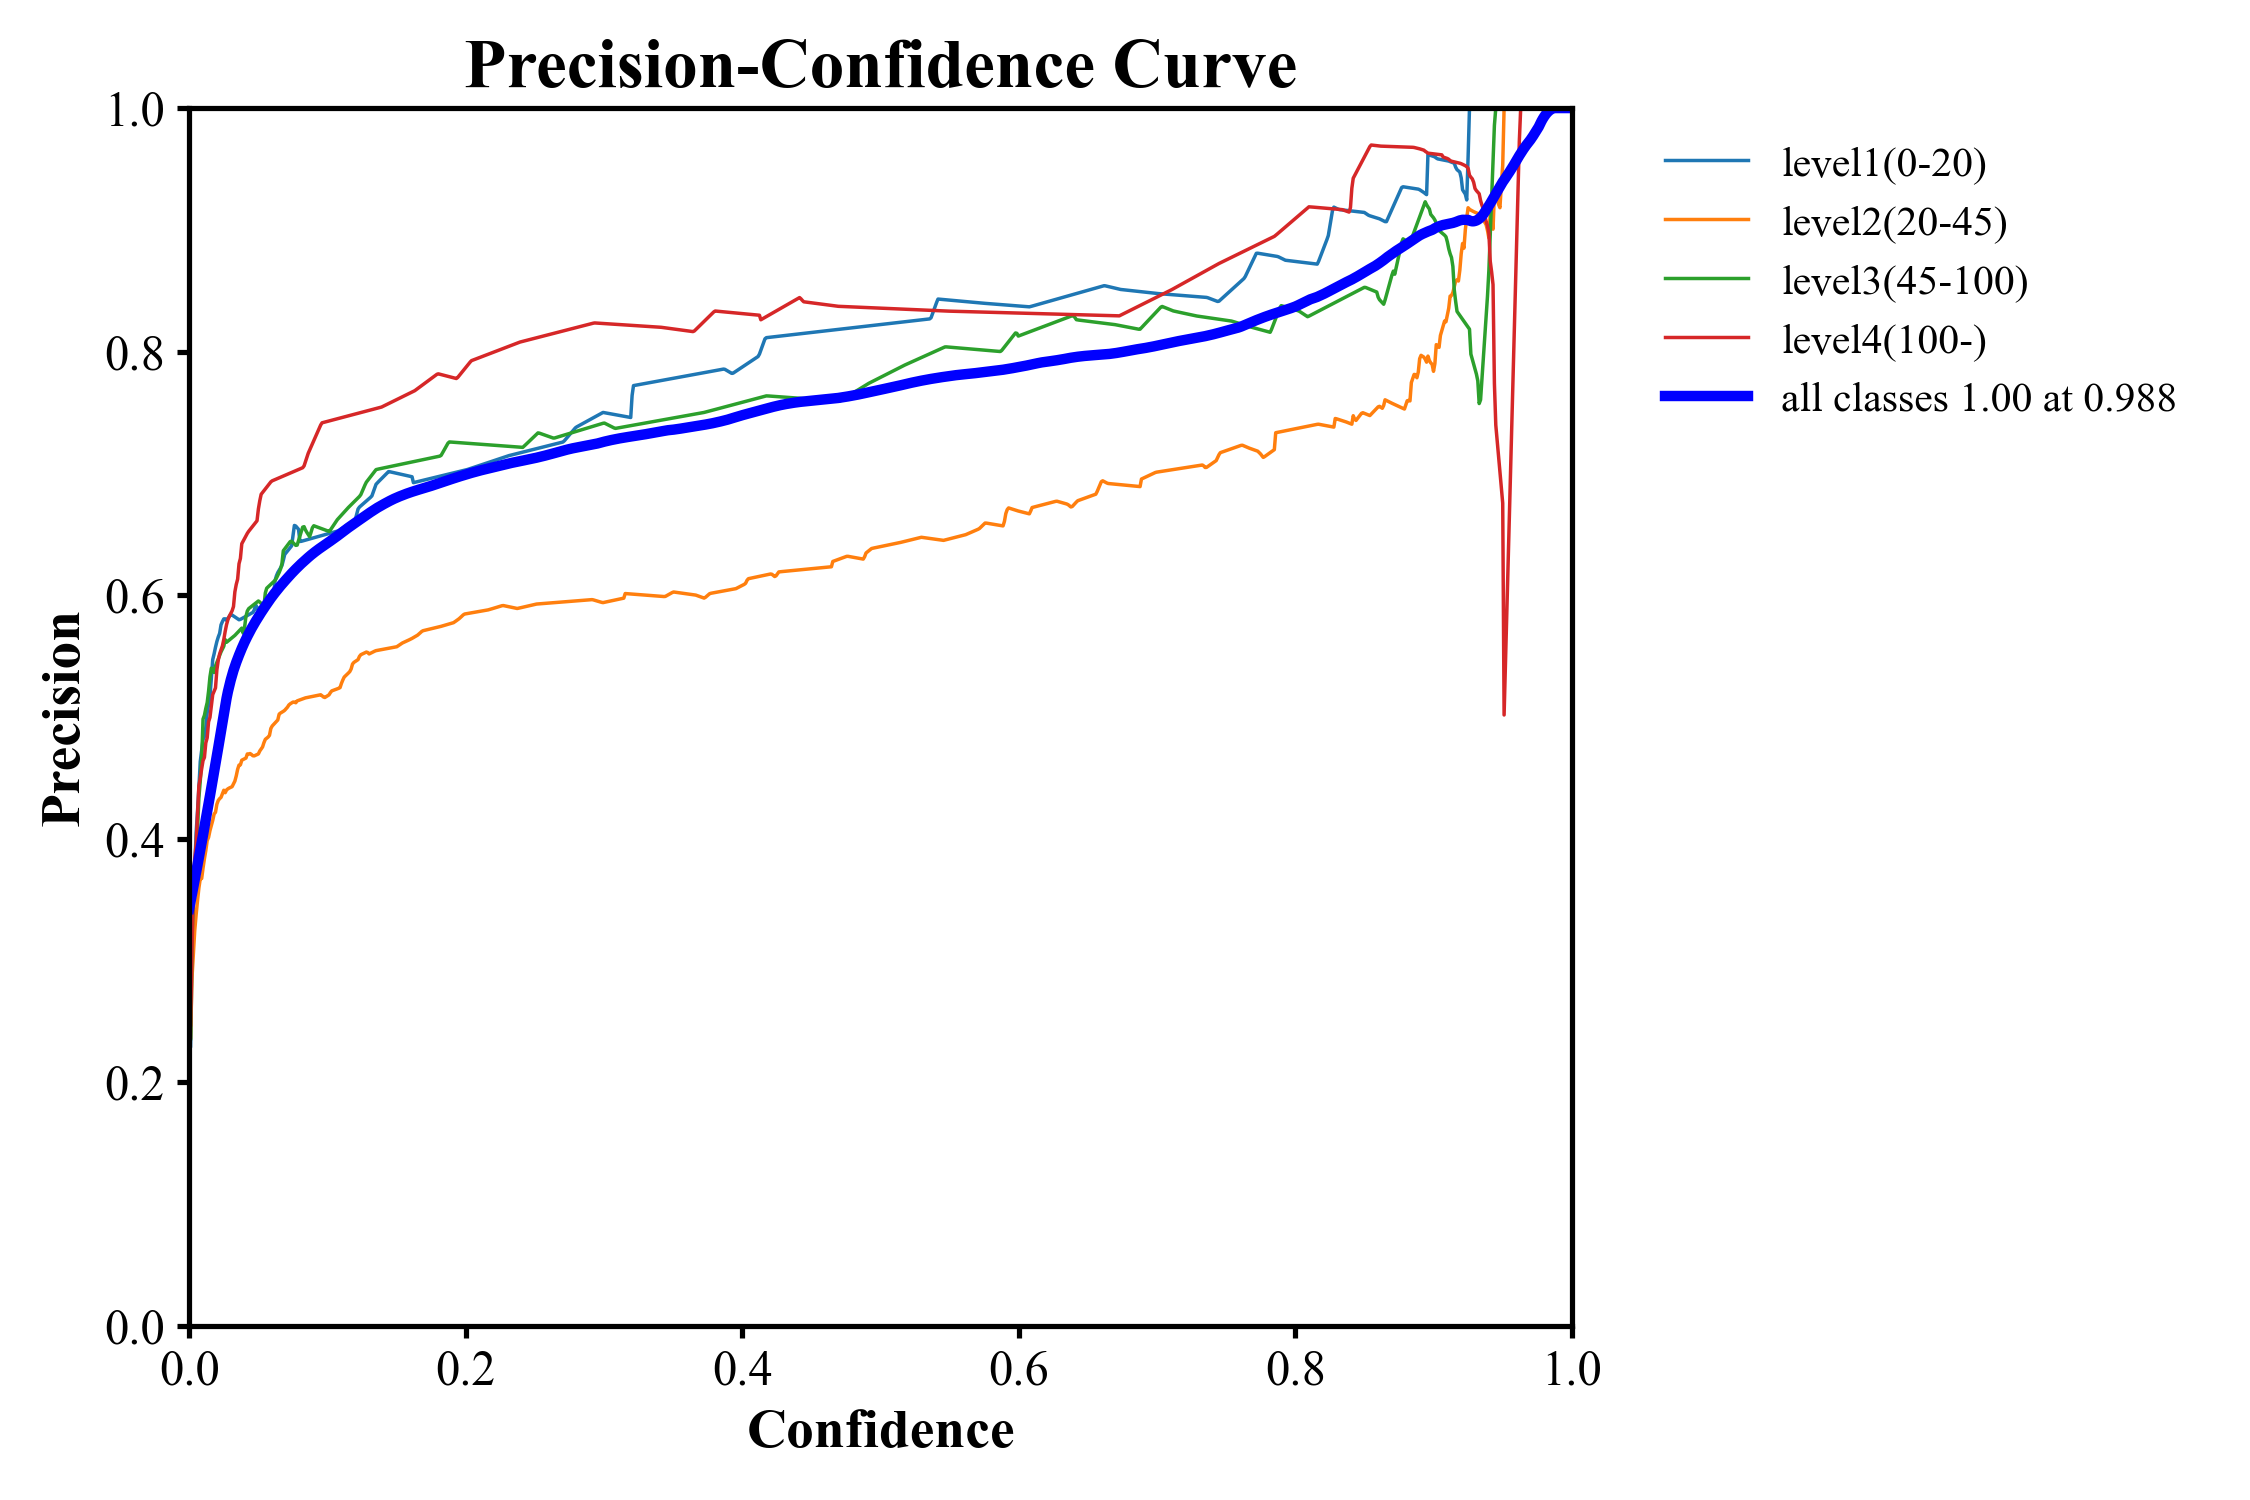 Precision-Confidence Curve
1.0
0.8
0.6
0.4
0.2
0.0
Precision
0.0 0.2 0.4 0.6 0.8 1.0
Confidence
level1(0-20)
level2(20-45)
level3(45-100)
level4(100-)
all classes 1.00 at 0.988